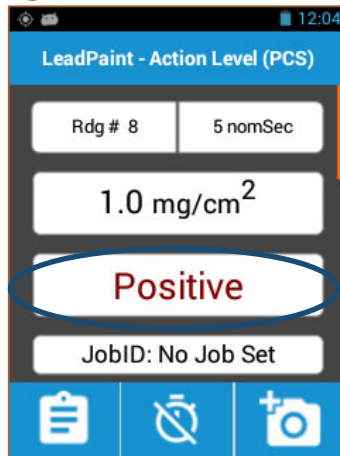 12:04
LeadPaint - Action Level (PCS)
Rdg # 8 5 nomSec
1.0 mg/cm²
Positive
JobID: No Job Set